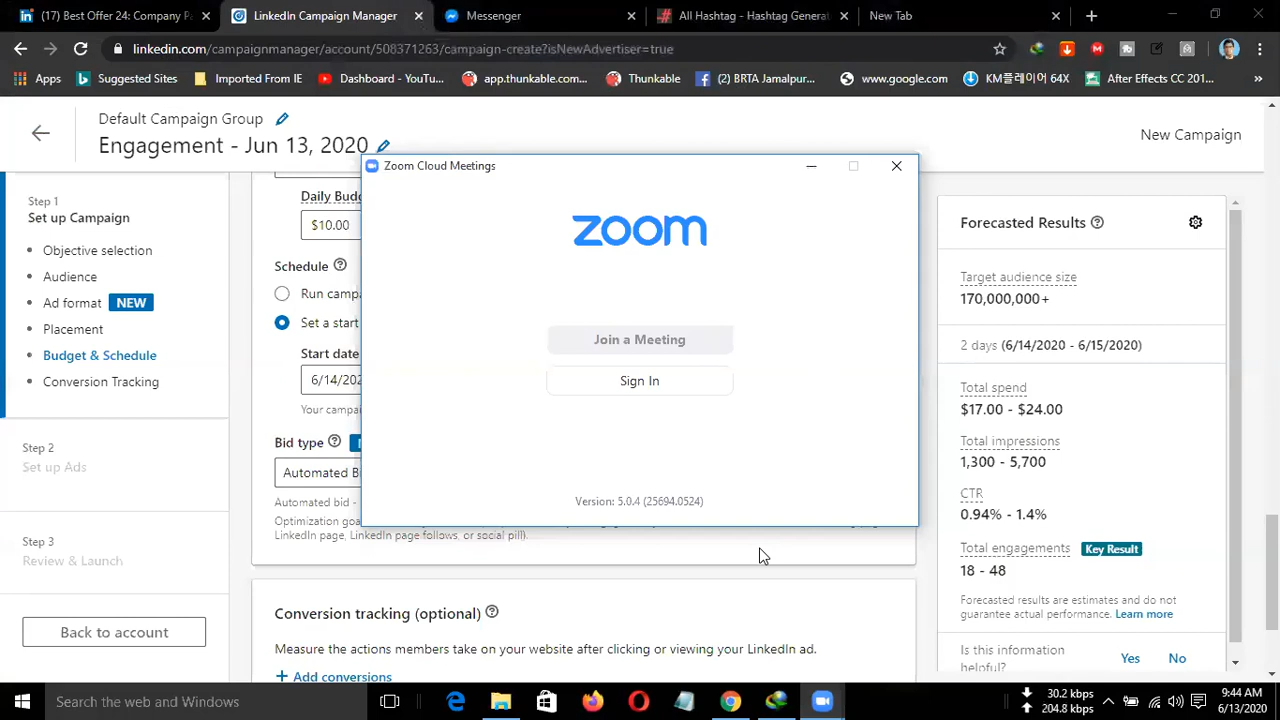 (17) Best Offer 24: Company Pa
LinkedIn Campaign Manager
Messenger
All Hashtag - Hashtag Generat
New Tab
linkedin.com/campaignmanager/account/508371263/campaign-create?isNewAdvertiser=true
Apps
Suggested Sites
Imported From IE
Dashboard - YouTu...
app.thunkable.com...
Thunkable
(2) BRTA Jamalpur...
www.google.com
KM플레이어 64X
After Effects CC 201...
»
Default Campaign Group
Engagement - Jun 13, 2020
New Campaign
Step 1
Set up Campaign
Objective selection
Audience
Ad format NEW
Placement
Budget & Schedule
Conversion Tracking
Step 2
Set up Ads
Step 3
Review & Launch
Back to account
Daily Budg
$10.00
Schedule
Run campa
Set a start
Start date
6/14/202
Your campai
Bid type
Automated Bi
Automated bid -
Optimization goa
LinkedIn page, LinkedIn page follows, or social pill).
Conversion tracking (optional)
Measure the actions members take on your website after clicking or viewing your LinkedIn ad.
+ Add conversions
Zoom Cloud Meetings
zoom
Join a Meeting
Sign In
Version: 5.0.4 (25694.0524)
Forecasted Results
Target audience size
170,000,000+
2 days (6/14/2020 - 6/15/2020)
Total spend
$17.00 - $24.00
Total impressions
1,300 - 5,700
CTR
0.94% - 1.4%
Total engagements Key Result
18 - 48
Forecasted results are estimates and do not
guarantee actual performance. Learn more
Is this information
helpful?
Yes
No
Search the web and Windows
30.2 kbps
204.8 kbps
9:44 AM
6/13/2020